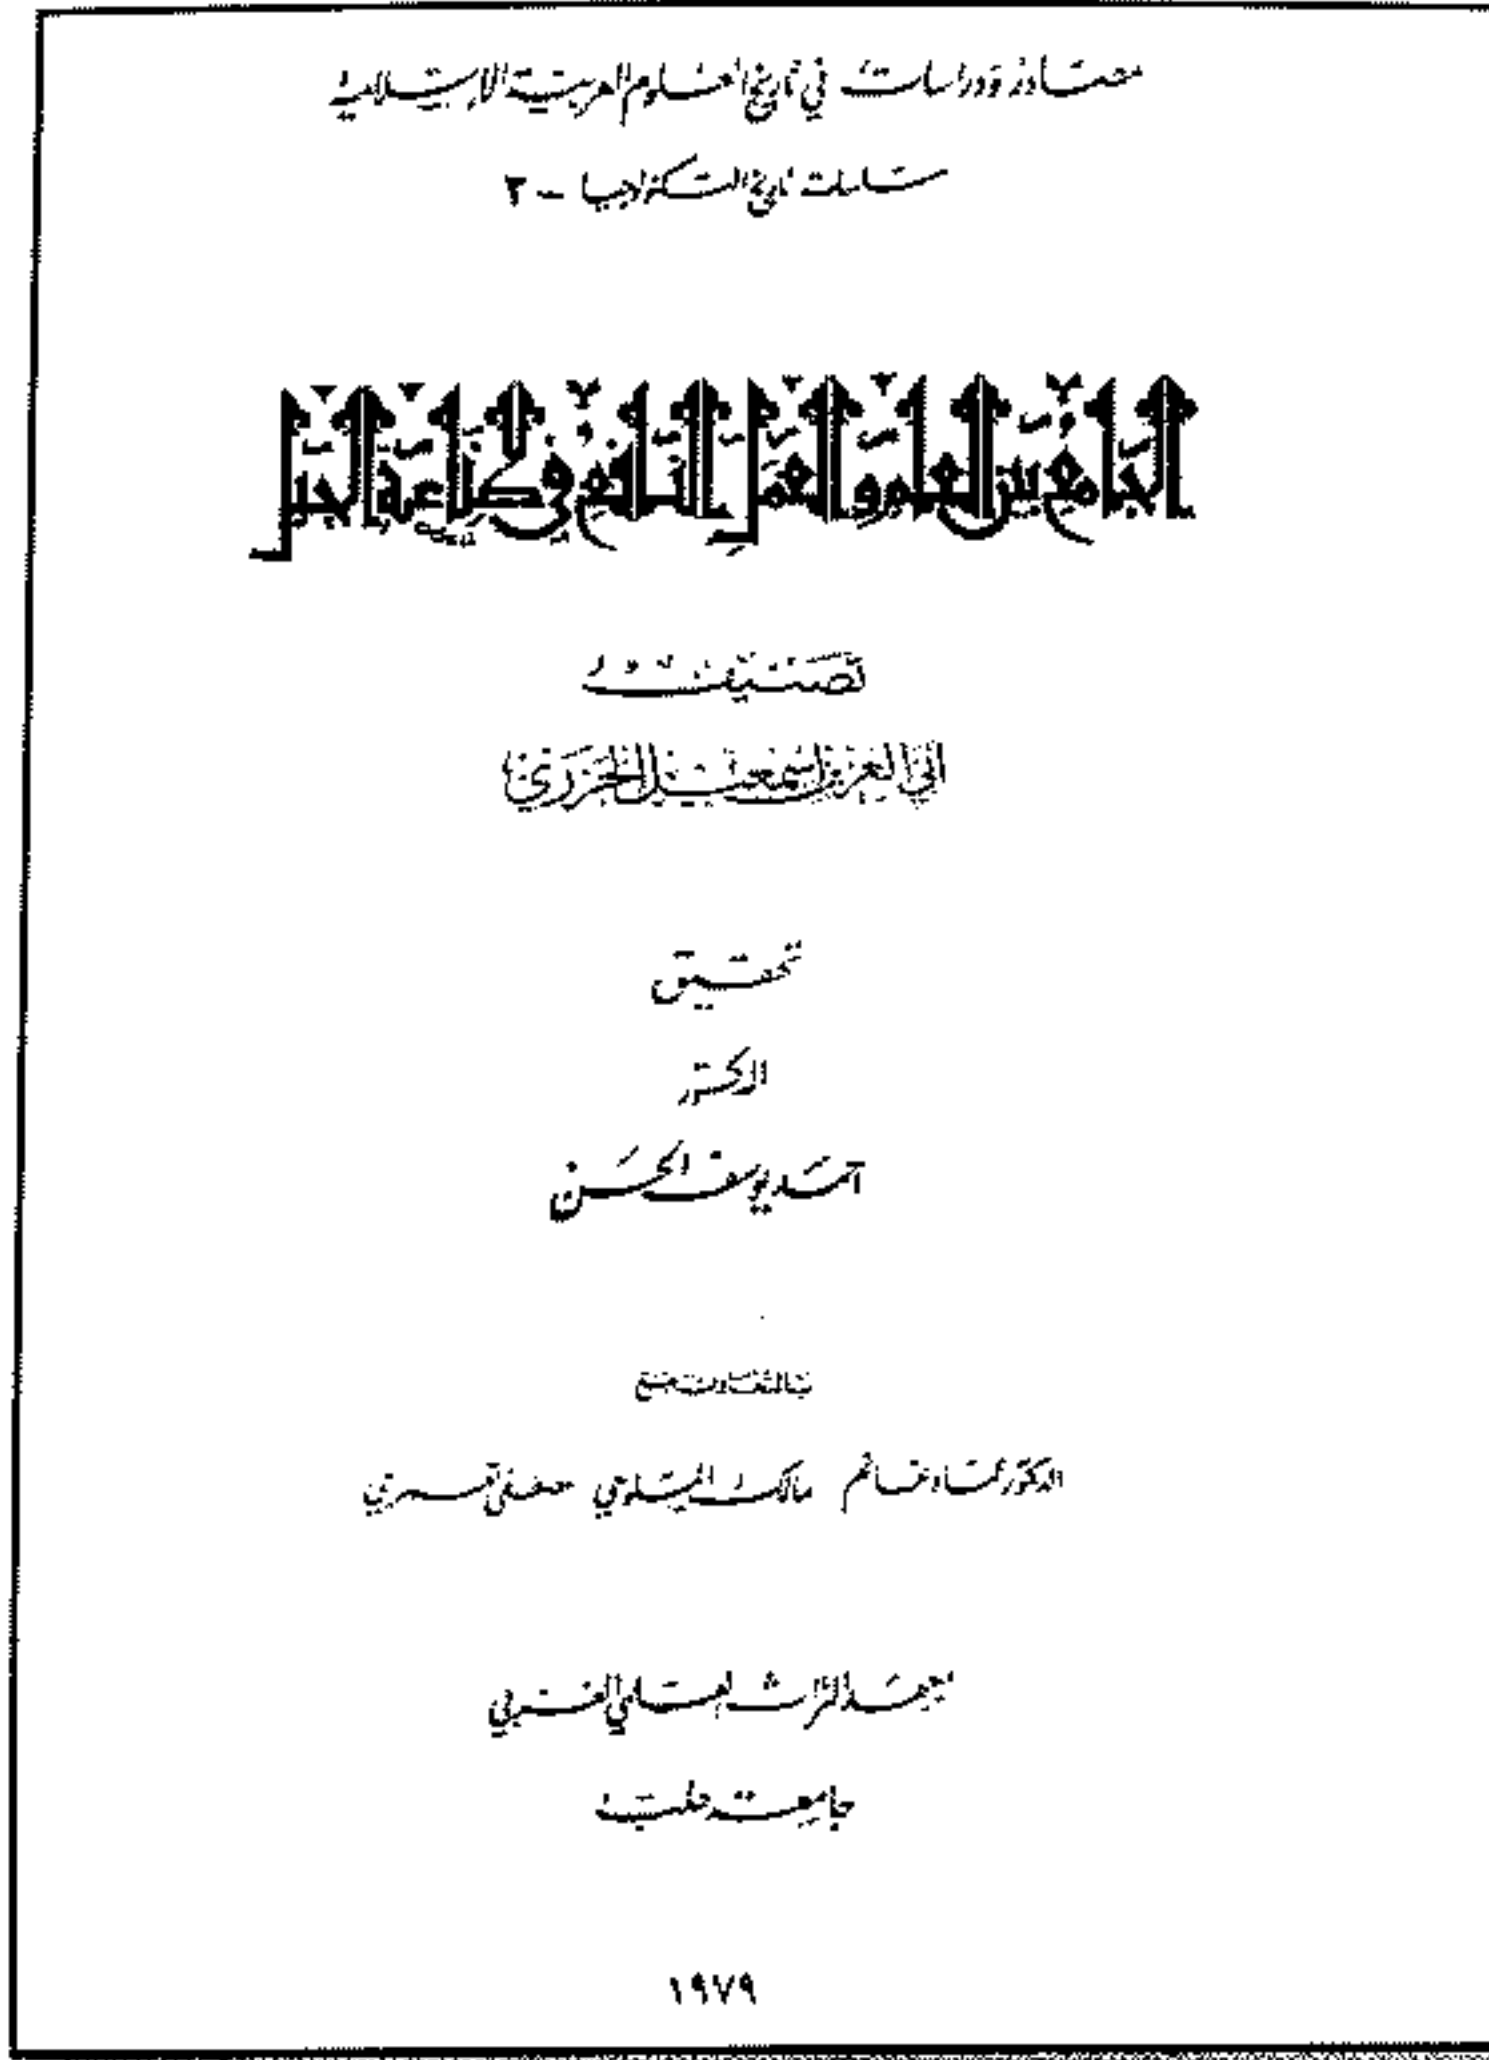 مصادر ودراسات في تاريخ العلوم العربية الإسلامية
سلسلة تاريخ التكنولوجيا - ٢
الجامع بين العلم والعمل النافع في صناعة الحيل
تصنيف
أبي العز بن إسمعيل الجزري
تحقيق
الدكتور
أحمد يوسف الحسن
بالتعاون مع
الدكتور عماد غانم مالك الملوحي مصطفى تعمري
معهد التراث العلمي العربي
جامعة حلب
١٩٧٩